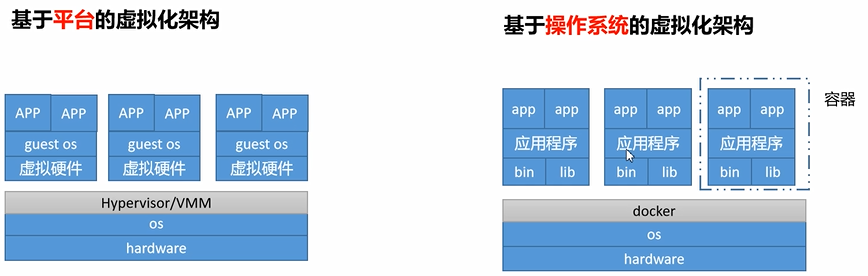 基于平台的虚拟化架构
APP APP APP APP APP APP
guest os guest os guest os
虚拟硬件 虚拟硬件 虚拟硬件
Hypervisor/VMM
os
hardware
基于操作系统的虚拟化架构
app app app app app app
容器
应用程序 应用程序 应用程序
bin lib bin lib bin lib
docker
os
hardware